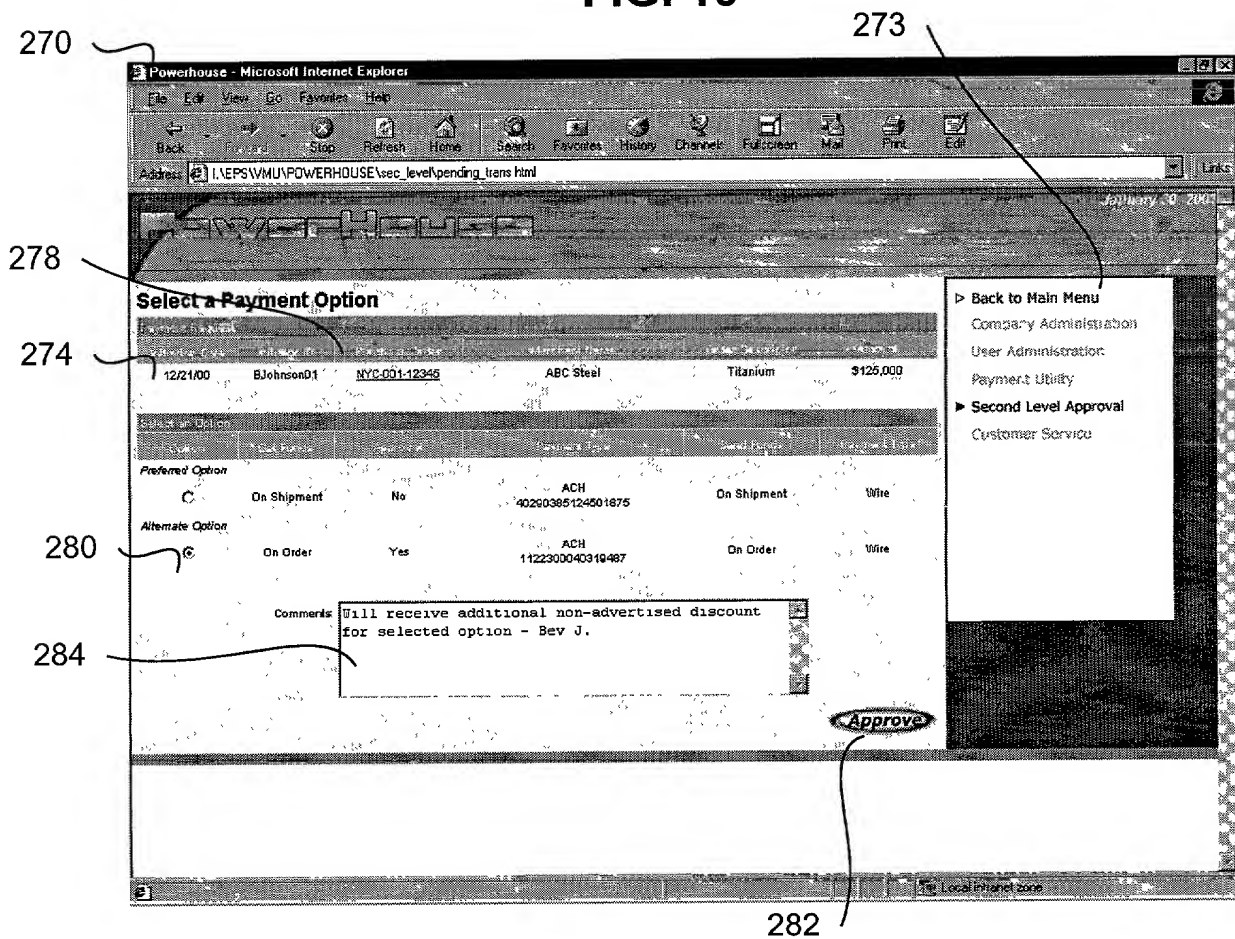 273
270
Powerhouse - Microsoft Internet Explorer
File Edit View Go Favorites Help
Back Forward Stop Refresh Home Search Favorites History Channels Fullscreen Mail Print Edit
Address I:\EPS\VMU\POWERHOUSE\sec_level\pending_trans html Links
PowerHouse
278
Select a Payment Option
274
12/21/00 BJohnson01 NYC-001-12345 ABC Steel Titanium $125,000
Select an Option
Preferred Option
On Shipment No ACH On Shipment Wire
40290385124501675
Alternate Option
280
On Order Yes ACH On Order Wire
1122300040319487
Comments Will receive additional non-advertised discount
for selected option - Bev J.
284
Approve
Back to Main Menu
Company Administration
User Administration
Payment Utility
Second Level Approval
Customer Service
Local intranet zone
282